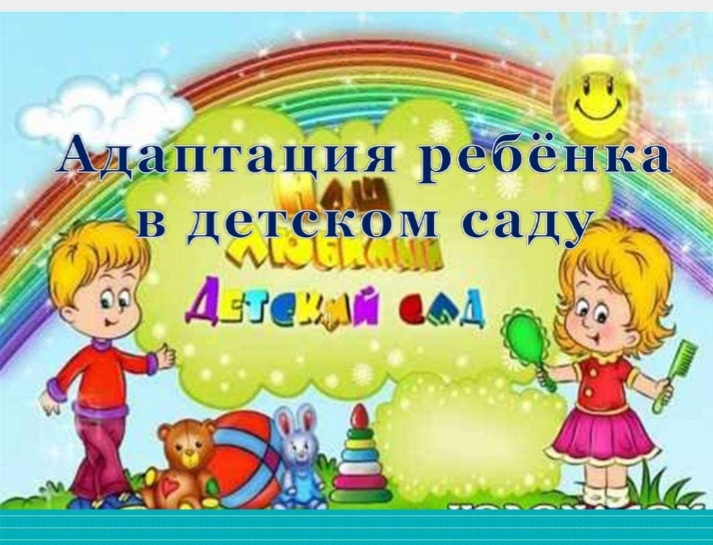 Адаптация ребёнка
в детском саду
Наш
любимый
Детский сад